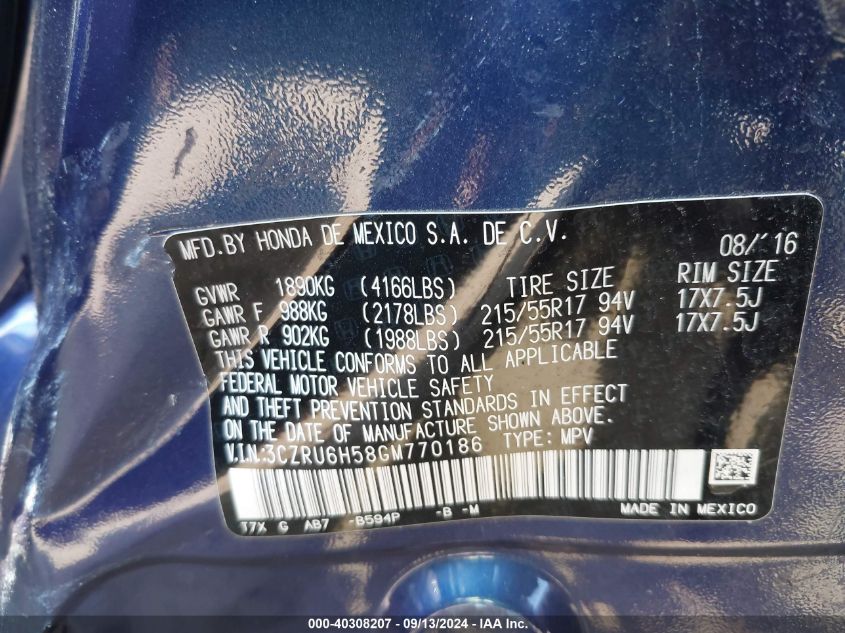 MFD.BY HONDA DE MEXICO S.A. DE C.V. 08/'16
GVWR 1890KG (4166LBS) TIRE SIZE RIM SIZE
GAWR F 988KG (2178LBS) 215/55R17 94V 17X7.5J
GAWR R 902KG (1988LBS) 215/55R17 94V 17X7.5J
THIS VEHICLE CONFORMS TO ALL APPLICABLE
FEDERAL MOTOR VEHICLE SAFETY
AND THEFT PREVENTION STANDARDS IN EFFECT
ON THE DATE OF MANUFACTURE SHOWN ABOVE.
V.I.N:3CZRU6H58GM770186 TYPE: MPV
T7X G AB7 -B594P -B -M MADE IN MEXICO
000-40308207 - 09/13/2024 - IAA Inc.